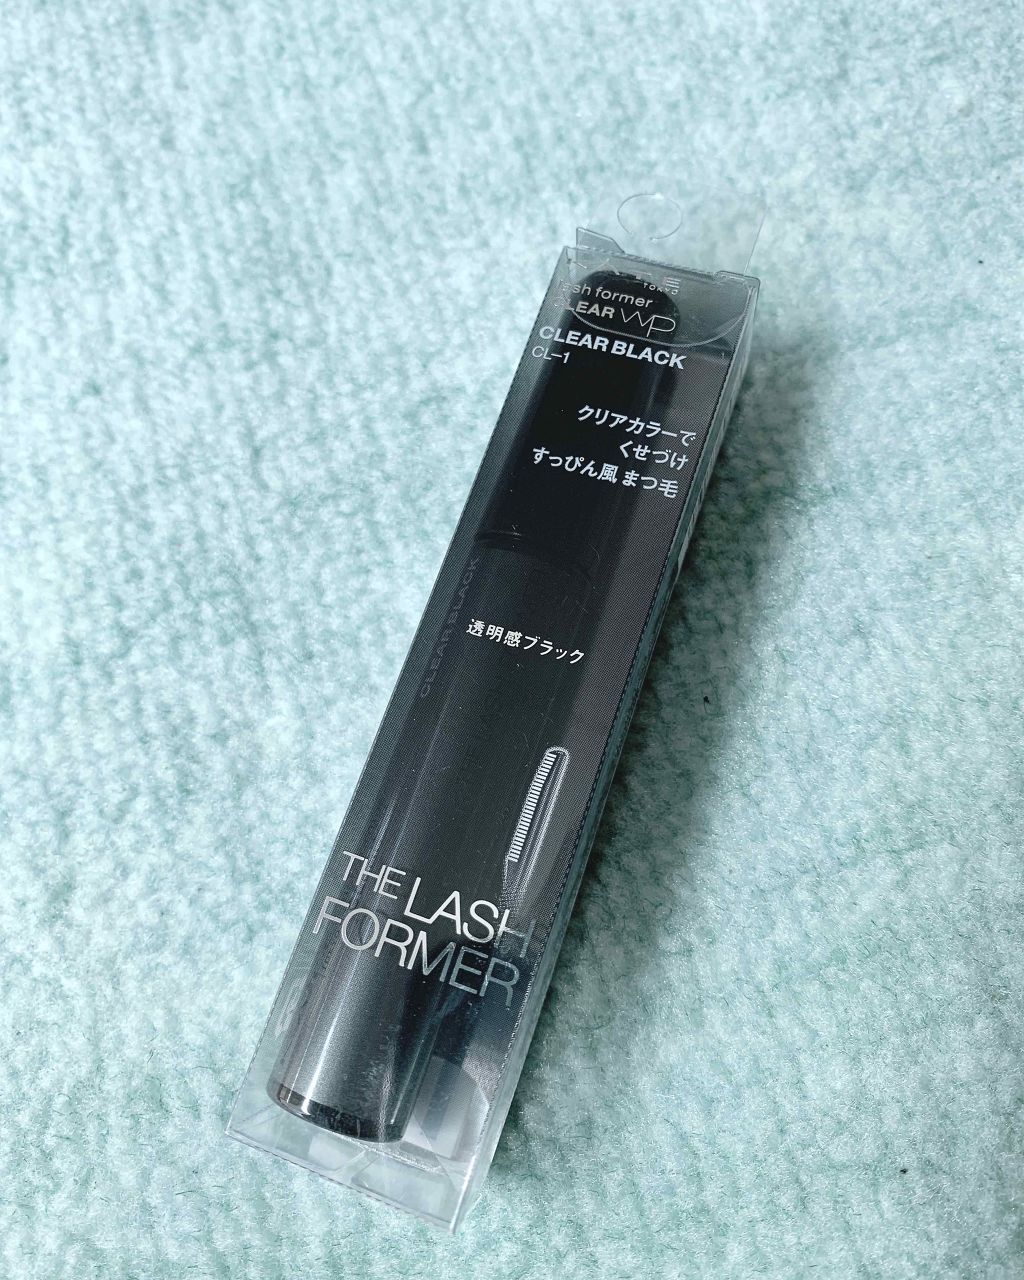 TOKYO
lash former
CLEAR WP
CLEAR BLACK
CL-1
クリアカラーで
くせづけ
すっぴん風 まつ毛
CLEAR BLACK
透明感ブラック
THE LASH
FORMER